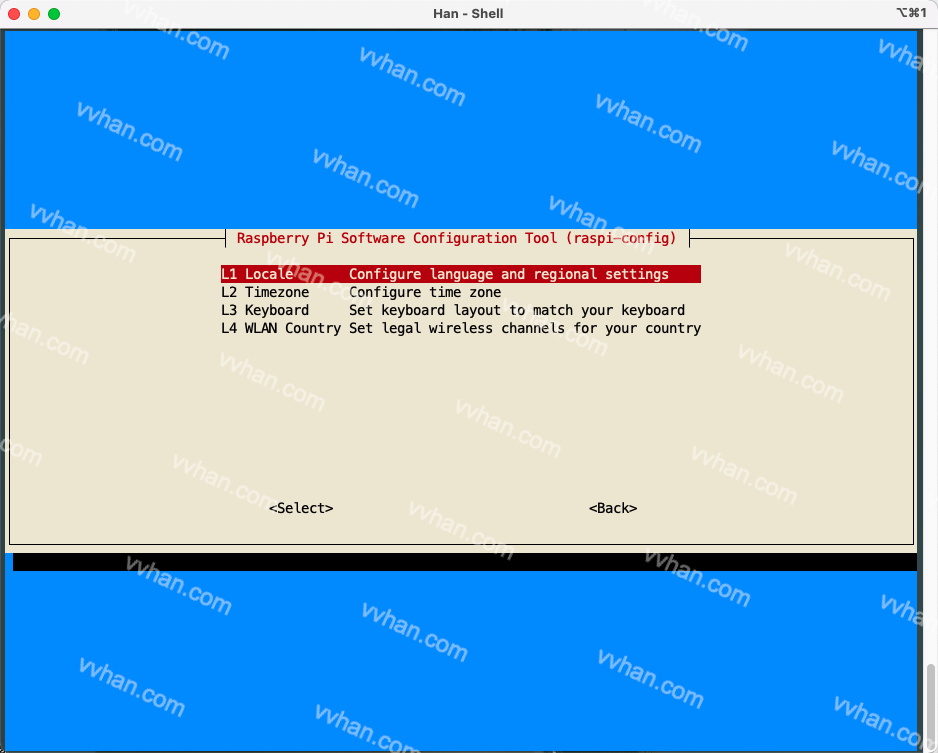 Han - Shell
⌥⌘1
Raspberry Pi Software Configuration Tool (raspi-config)
L1 Locale Configure language and regional settings
L2 Timezone Configure time zone
L3 Keyboard Set keyboard layout to match your keyboard
L4 WLAN Country Set legal wireless channels for your country
<Select> <Back>
vvhan.com